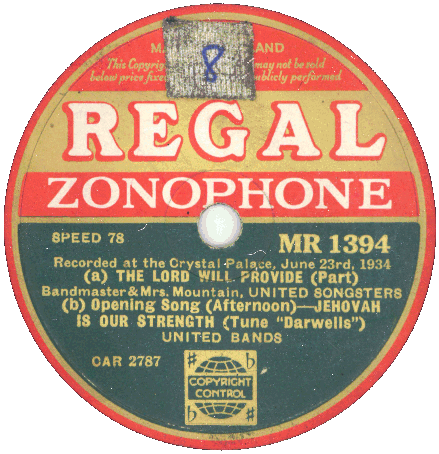 8
AND
This Copyrig may not be sold
below price fixe ublicly performed
REGAL
ZONOPHONE
SPEED 78
MR 1394
Recorded at the Crystal Palace, June 23rd, 1934
(a) THE LORD WILL PROVIDE (Part)
Bandmaster & Mrs. Mountain, UNITED SONGSTERS
(b) Opening Song (Afternoon)—JEHOVAH
IS OUR STRENGTH (Tune "Darwells")
UNITED BANDS
CAR 2787
COPYRIGHT
CONTROL